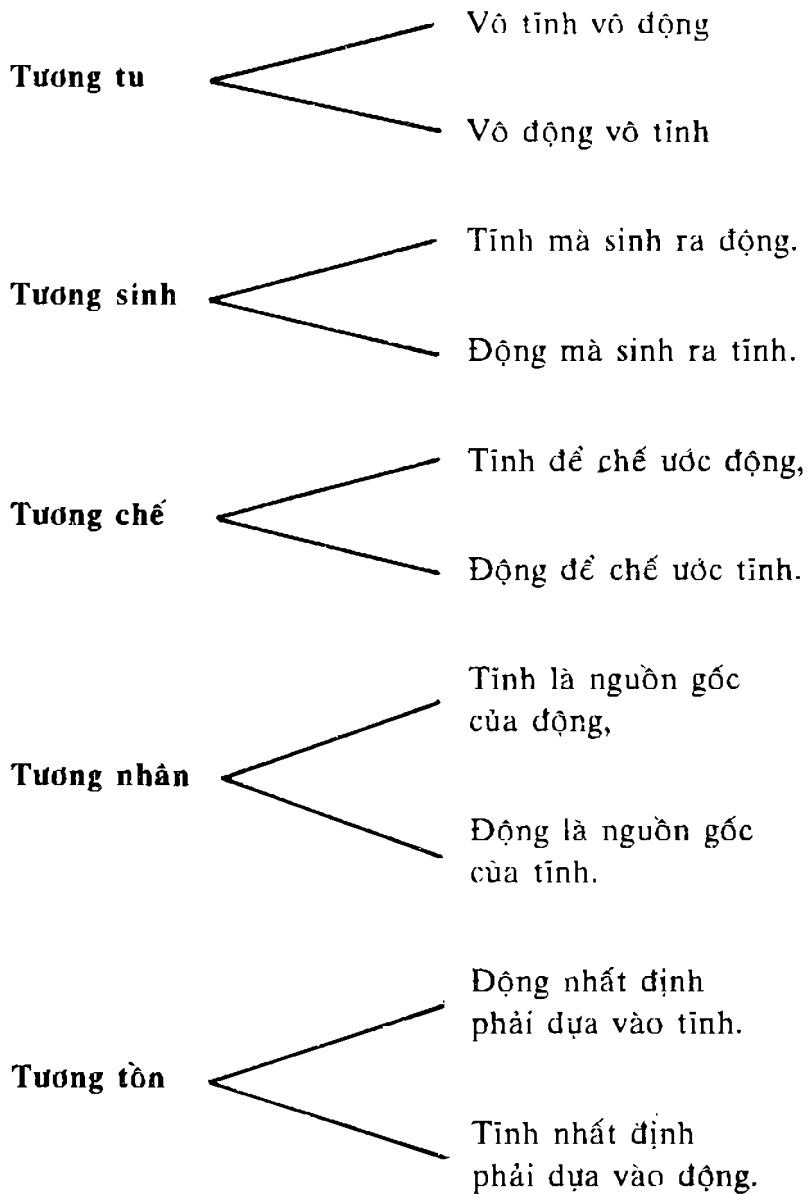 Vô tĩnh vô động
Tương tu
Vô động vô tĩnh
Tĩnh mà sinh ra động.
Tương sinh
Động mà sinh ra tĩnh.
Tĩnh để chế ước động,
Tương chế
Động để chế ước tĩnh.
Tĩnh là nguồn gốc
của động,
Tương nhân
Động là nguồn gốc
của tĩnh.
Động nhất định
phải dựa vào tĩnh.
Tương tồn
Tĩnh nhất định
phải dựa vào động.